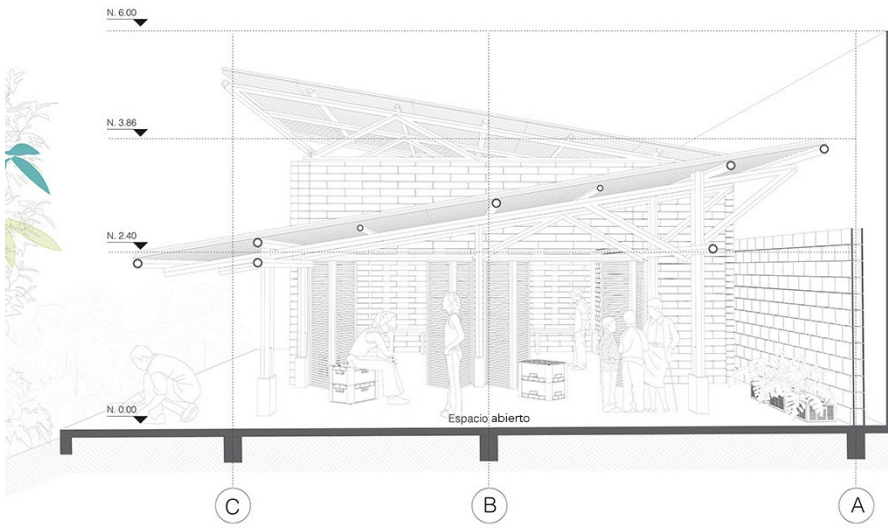 N. 6.00
N. 3.86
N. 2.40
N. 0.00
Espacio abierto
C
B
A